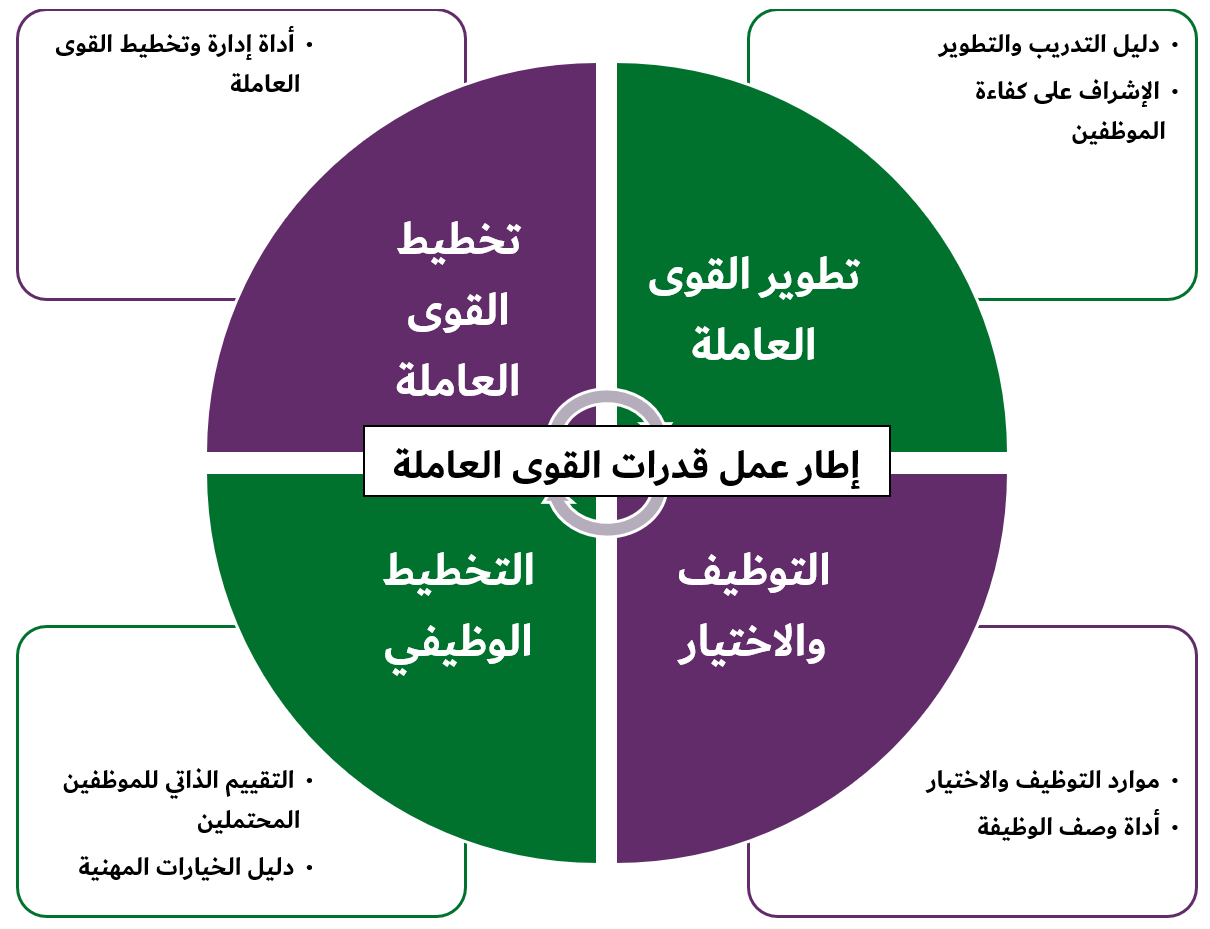 • دليل التدريب والتطوير
• الإشراف على كفاءة
الموظفين
• أداة إدارة وتخطيط القوى
العاملة
تطوير القوى
العاملة
تخطيط
القوى
العاملة
إطار عمل قدرات القوى العاملة
التوظيف
والاختيار
التخطيط
الوظيفي
• موارد التوظيف والاختيار
• أداة وصف الوظيفة
• التقييم الذاتي للموظفين
المحتملين
• دليل الخيارات المهنية